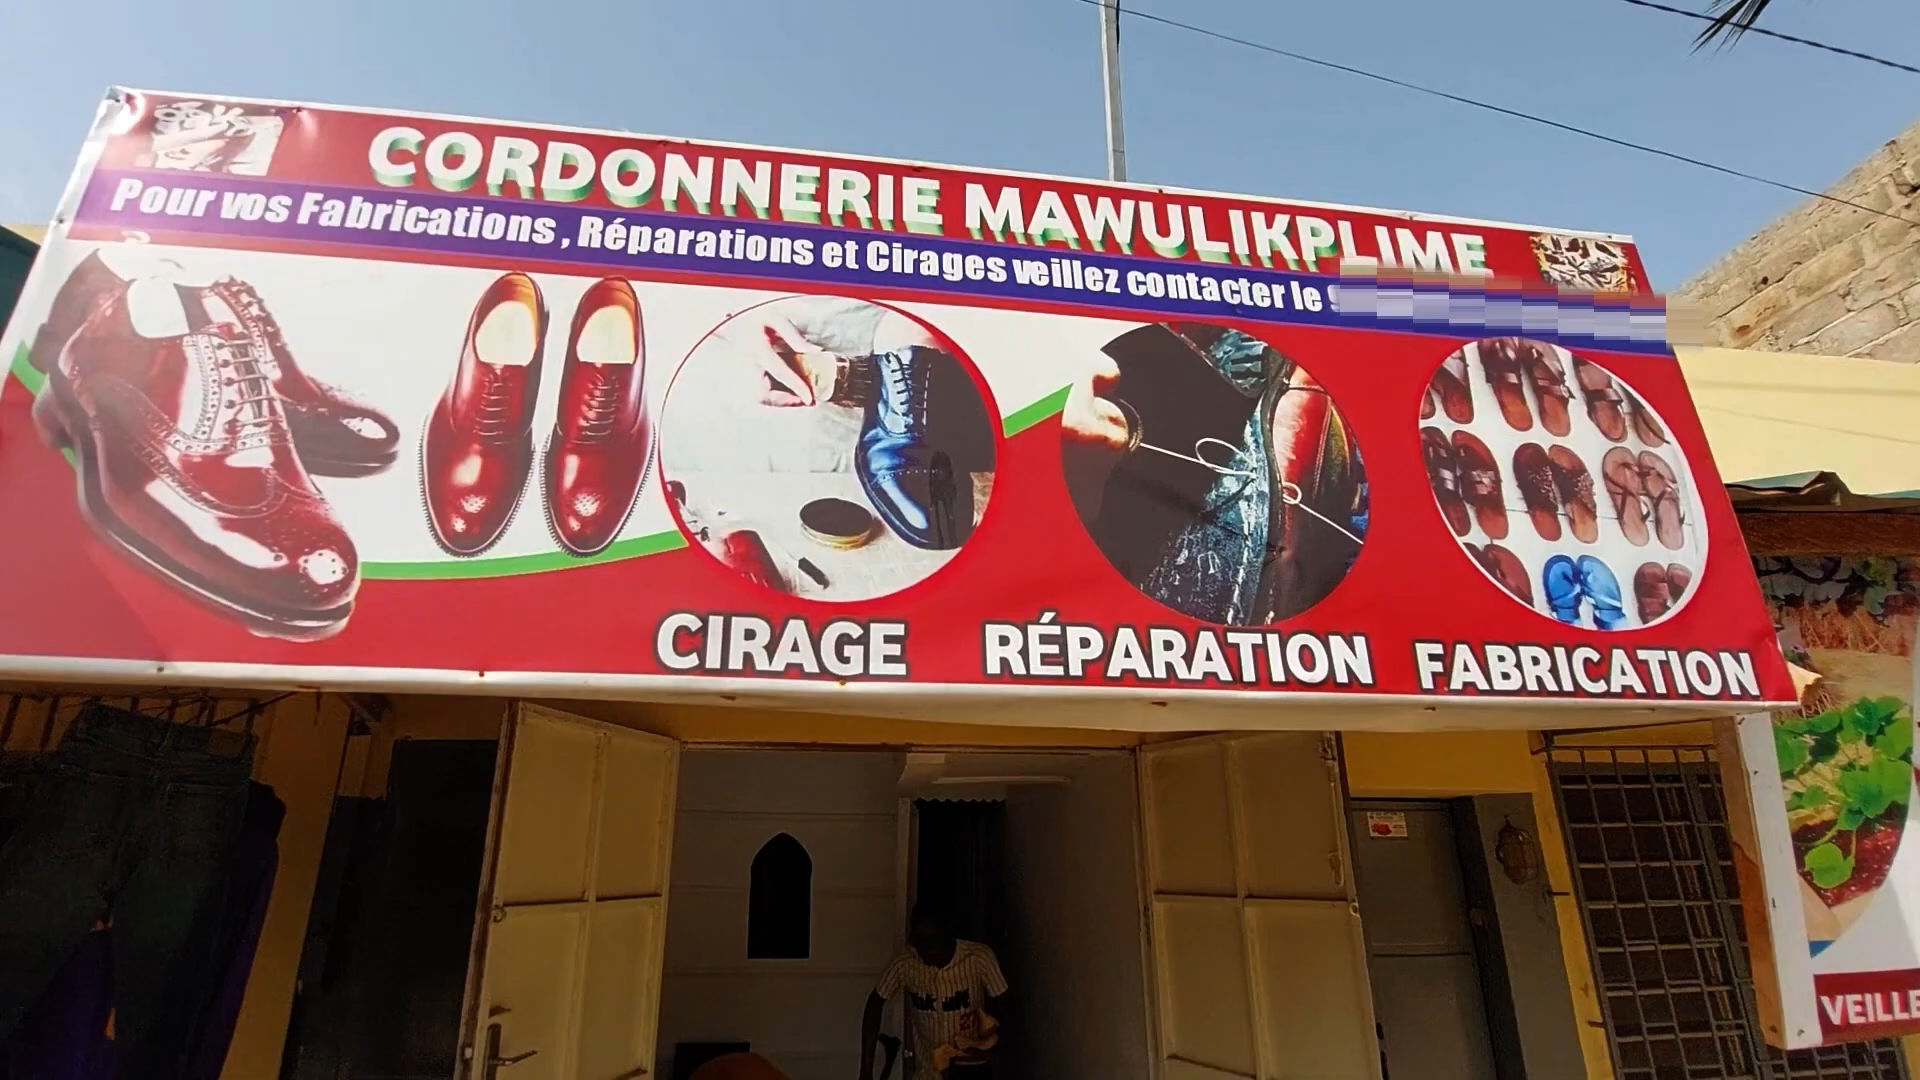 CORDONNERIE MAWULIKPLIME
Pour vos Fabrications , Réparations et Cirages veillez contacter le
CIRAGE RÉPARATION FABRICATION
VEILLE